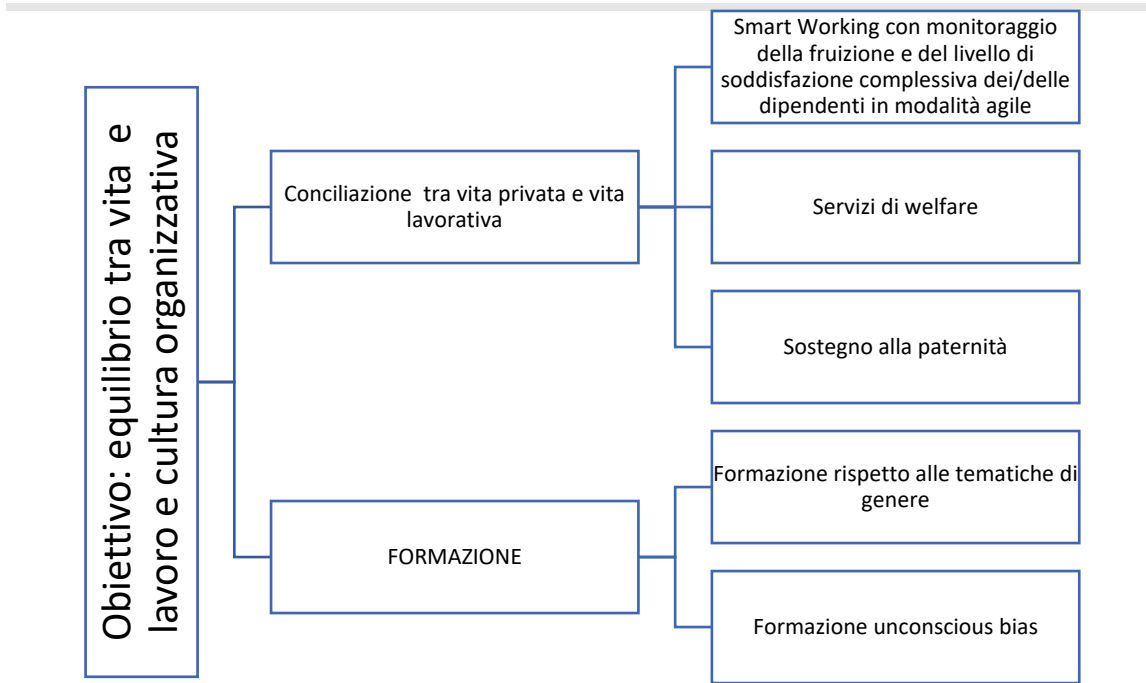 Obiettivo: equilibrio tra vita e
lavoro e cultura organizzativa
Conciliazione tra vita privata e vita
lavorativa
Smart Working con monitoraggio
della fruizione e del livello di
soddisfazione complessiva dei/delle
dipendenti in modalità agile
Servizi di welfare
Sostegno alla paternità
FORMAZIONE
Formazione rispetto alle tematiche di
genere
Formazione unconscious bias